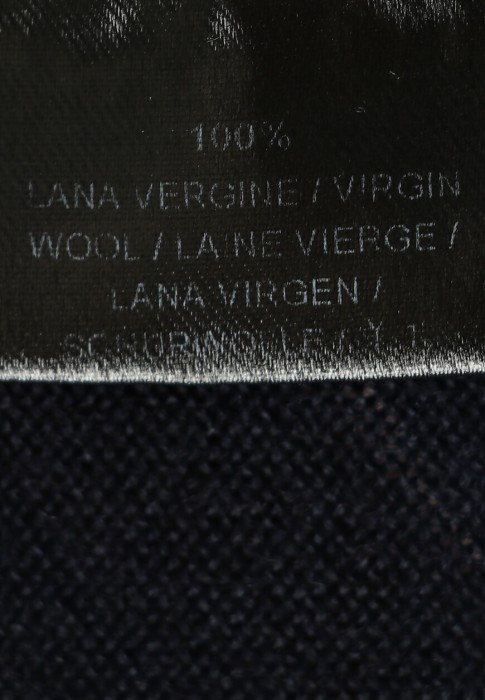 100%
LANA VERGINE / VIRGIN
WOOL / LAINE VIERGE /
LANA VIRGEN /